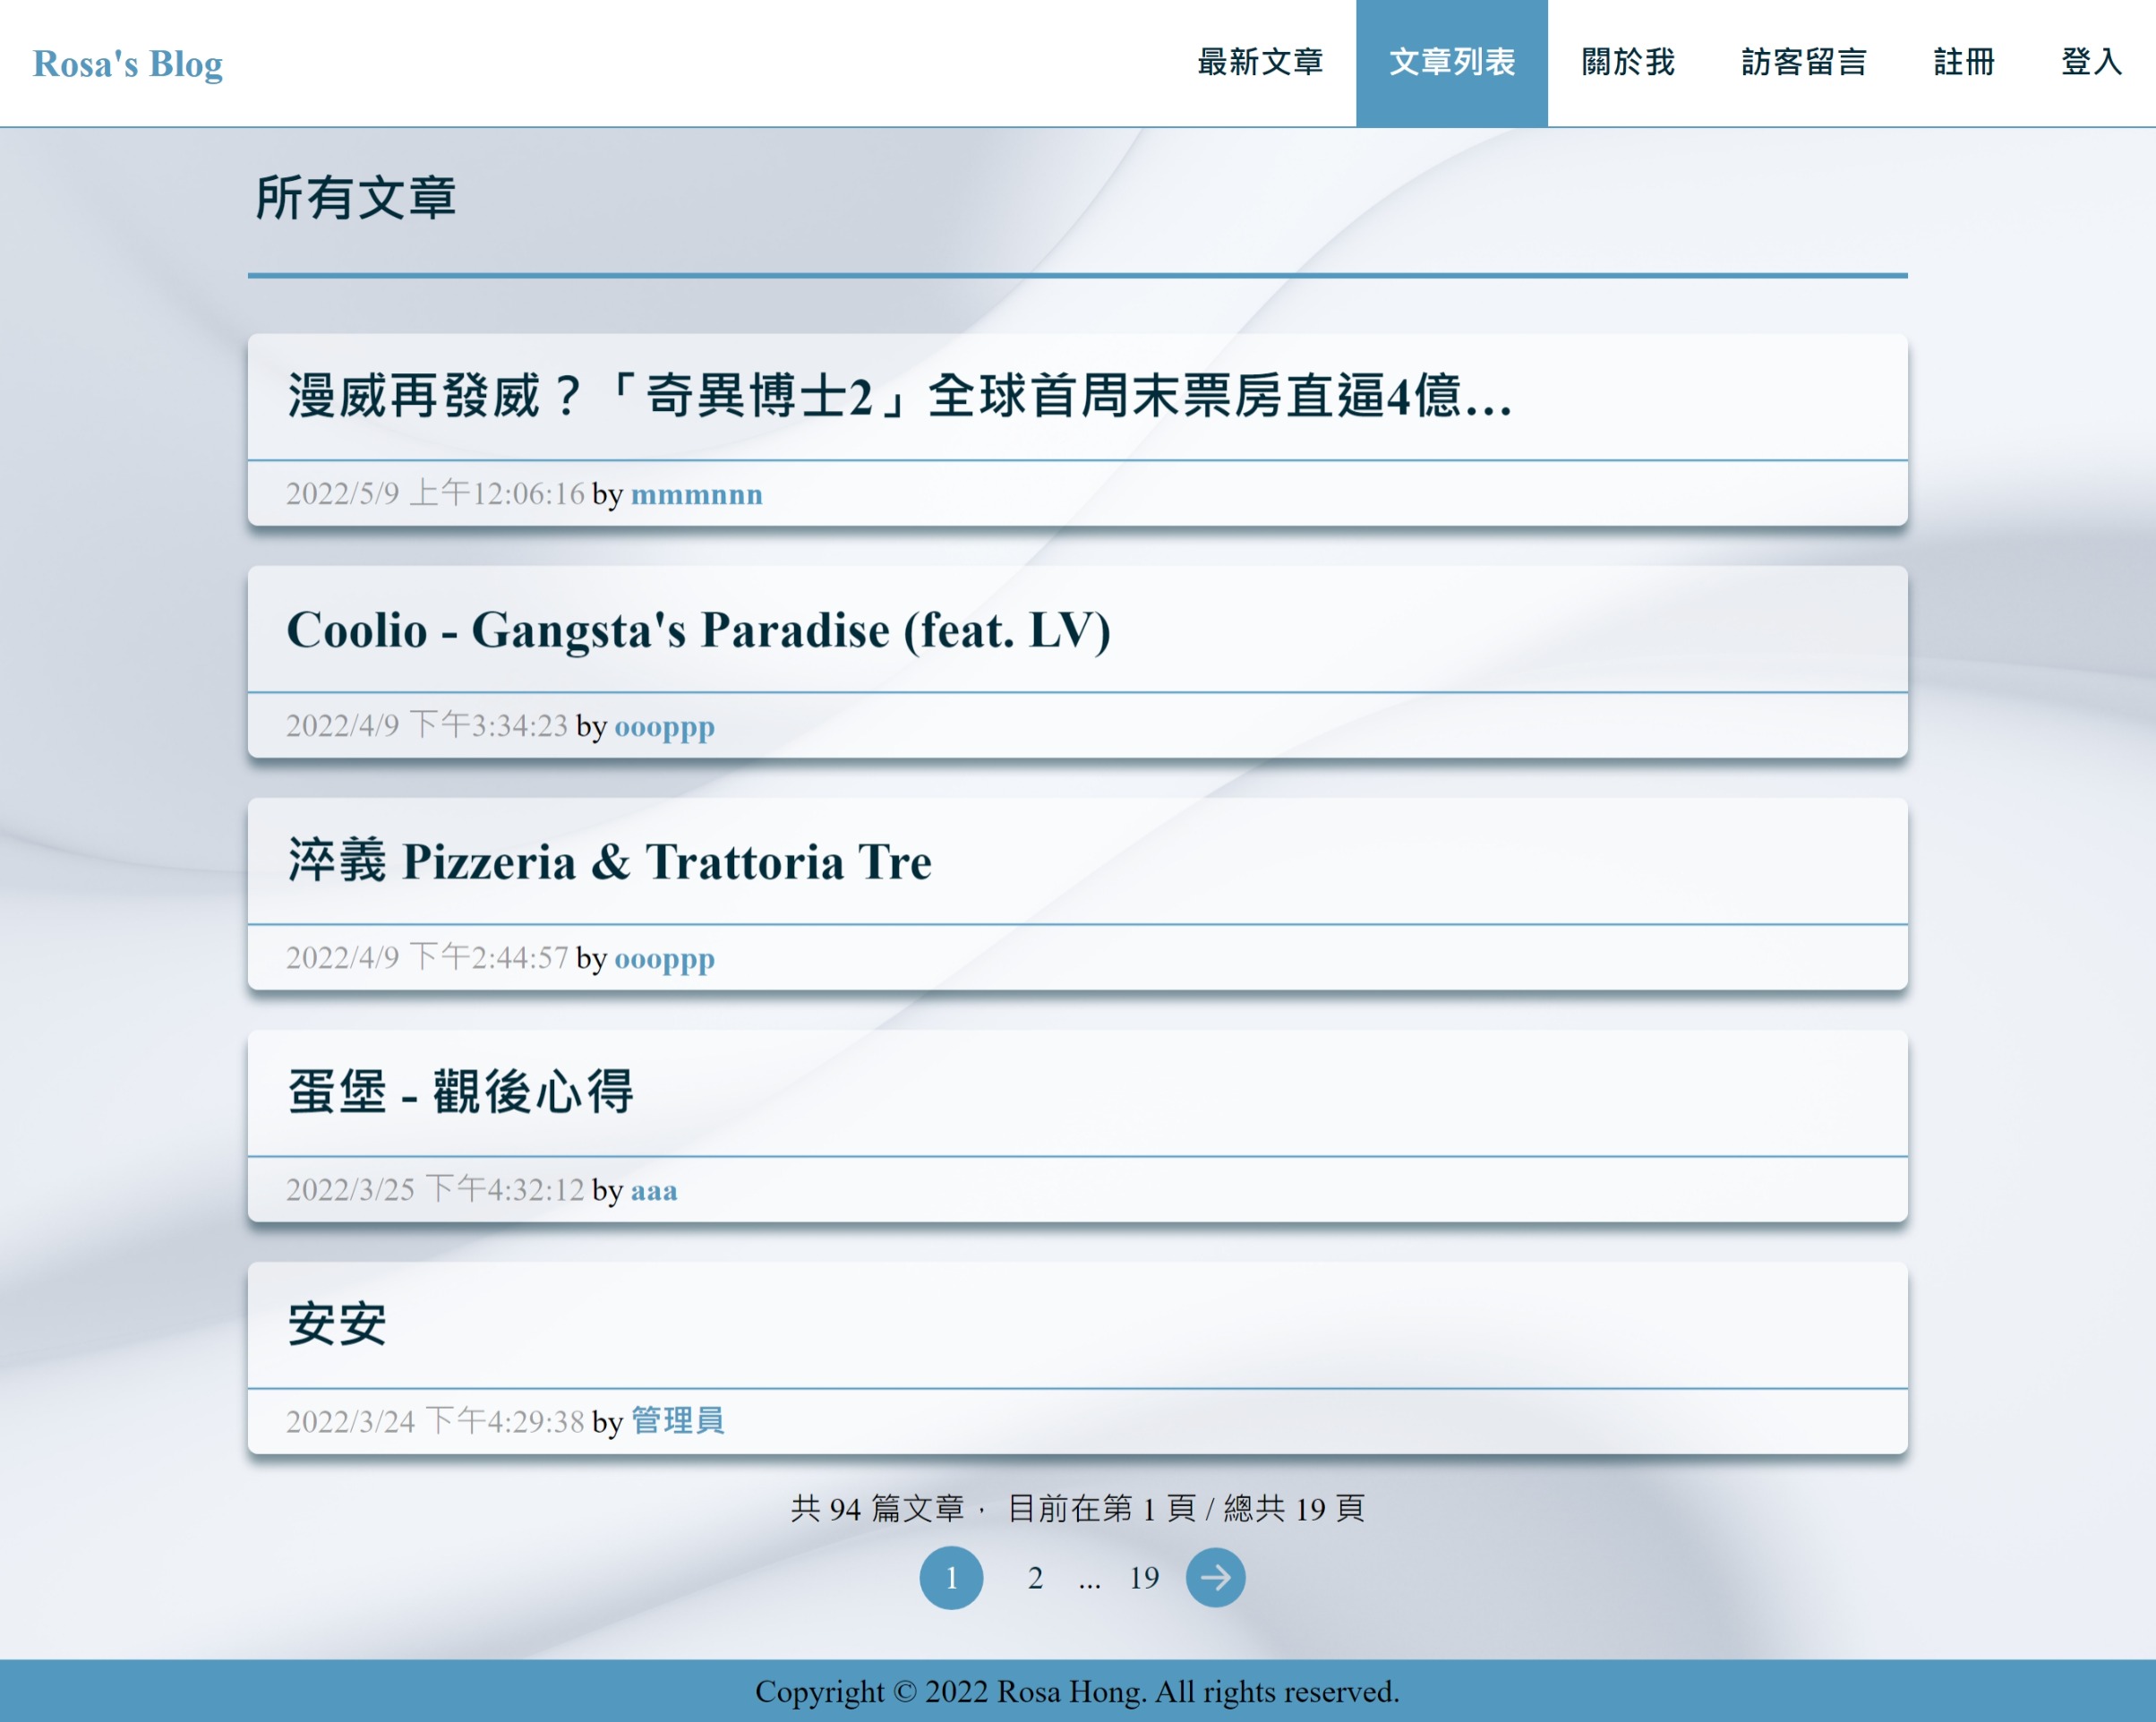 Rosa's Blog
最新文章 文章列表 關於我 訪客留言 註冊 登入
所有文章
漫威再發威？「奇異博士2」全球首周末票房直逼4億...
2022/5/9 上午12:06:16 by mmmnnn
Coolio - Gangsta's Paradise (feat. LV)
2022/4/9 下午3:34:23 by oooppp
淬義 Pizzeria & Trattoria Tre
2022/4/9 下午2:44:57 by oooppp
蛋堡 - 觀後心得
2022/3/25 下午4:32:12 by aaa
安安
2022/3/24 下午4:29:38 by 管理員
共 94 篇文章， 目前在第 1 頁 / 總共 19 頁
1 2 ... 19
Copyright © 2022 Rosa Hong. All rights reserved.